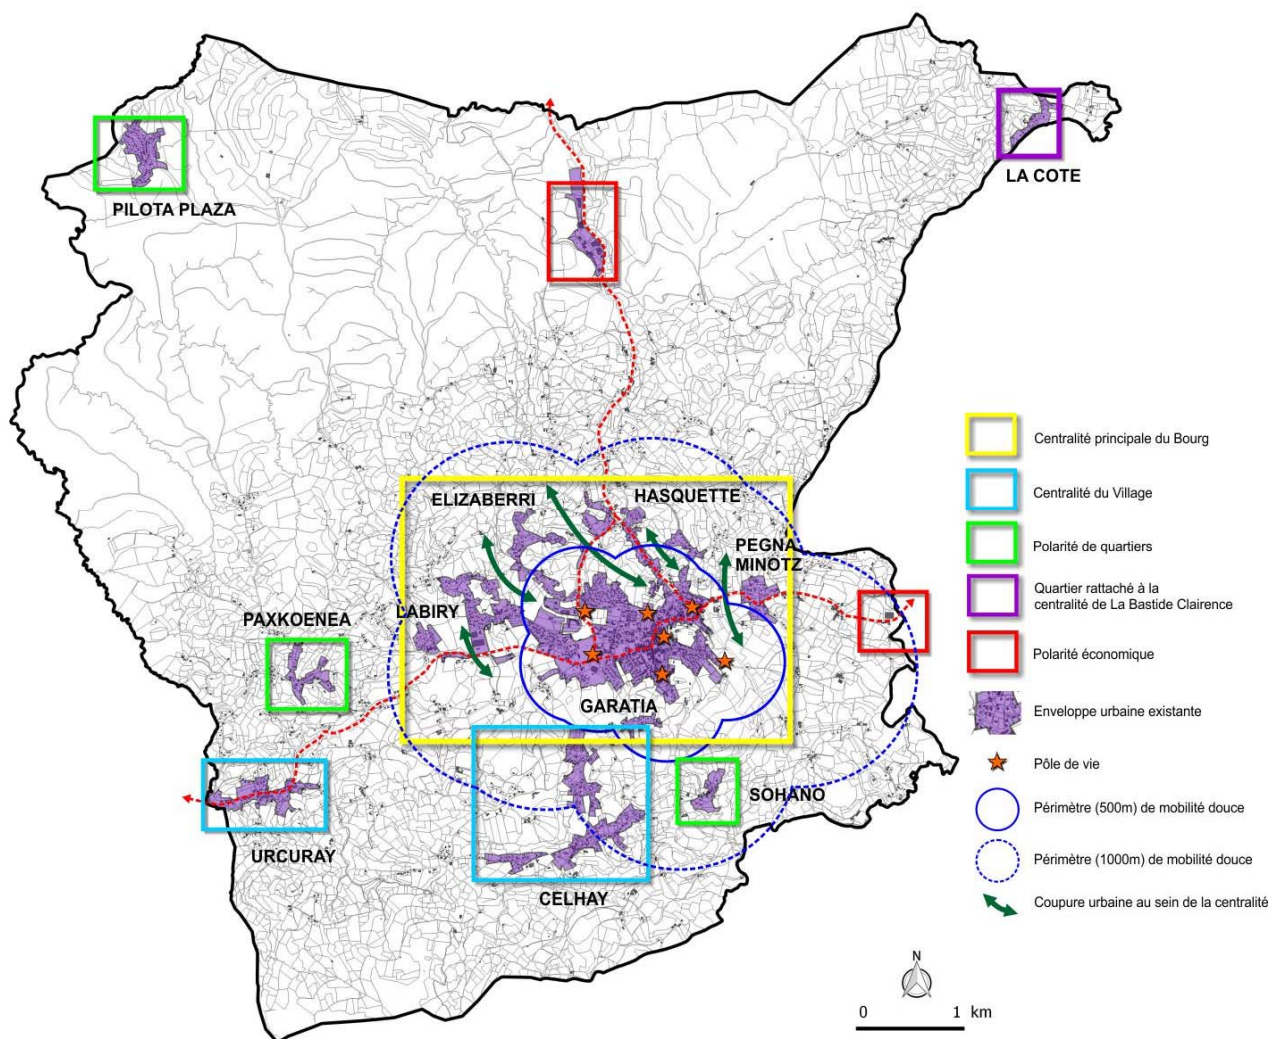 PILOTA PLAZA
LA COTE
ELIZABERRI
HASQUETTE
PEGNA
MINOTZ
LABIRY
PAXKOENEA
GARATIA
SOHANO
URCURAY
CELHAY
Centralité principale du Bourg
Centralité du Village
Polarité de quartiers
Quartier rattaché à la
centralité de La Bastide Clairence
Polarité économique
Enveloppe urbaine existante
Pôle de vie
Périmètre (500m) de mobilité douce
Périmètre (1000m) de mobilité douce
Coupure urbaine au sein de la centralité
N
0 1 km